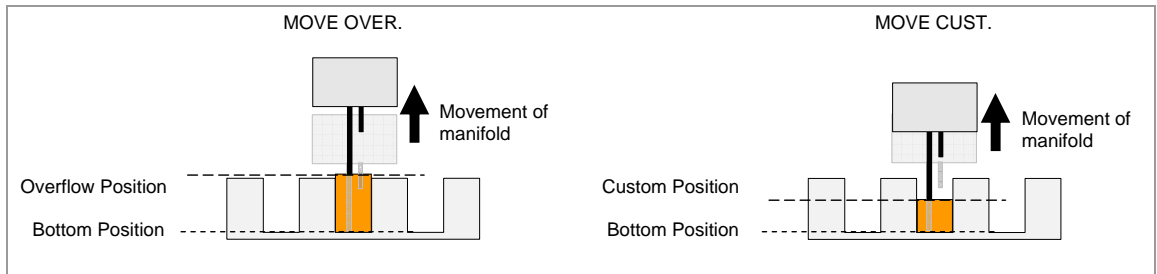 MOVE OVER.
Movement of
manifold
Overflow Position
Bottom Position
MOVE CUST.
Movement of
manifold
Custom Position
Bottom Position